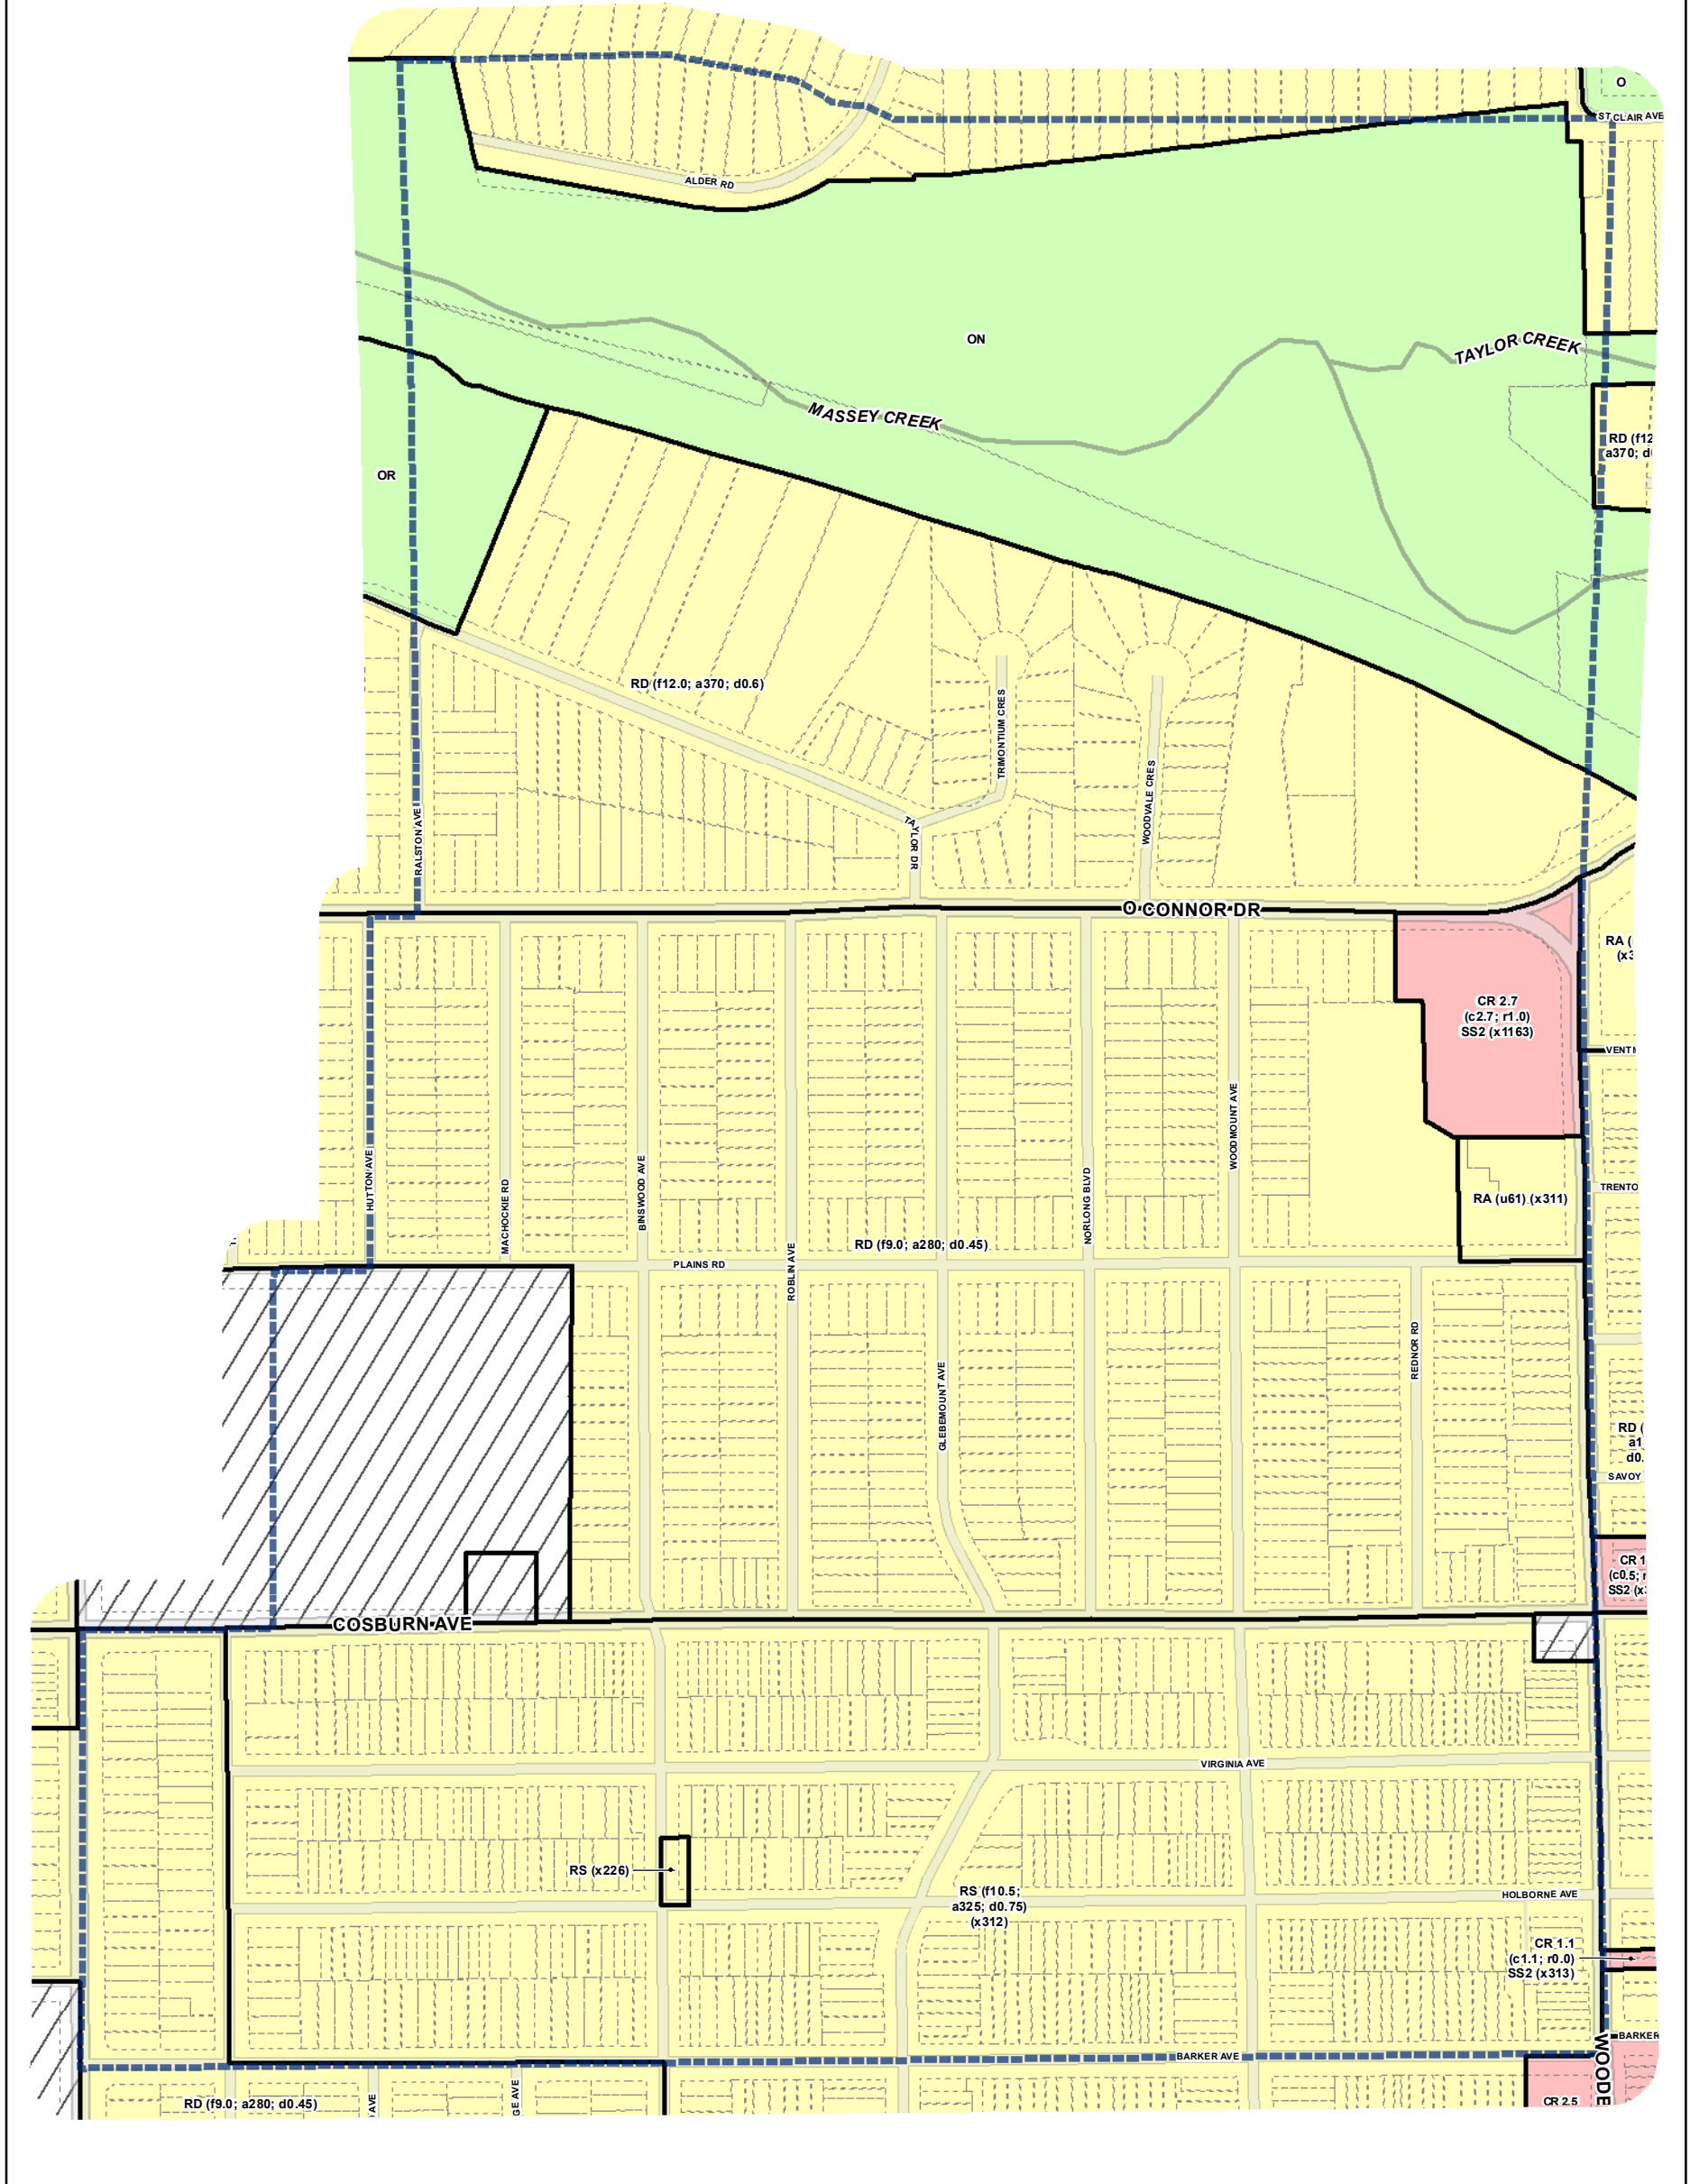 O
ST CLAIR AVE
ALDER RD
ON
TAYLOR CREEK
MASSEY CREEK
RD (f12
a370; d
OR
RD (f12.0; a370; d0.6)
TRIMONTIUM CRES
WOODVALE CRES
RALSTON AVE
TAYLOR DR
O CONNOR DR
RA (
(x3
CR 2.7
(c2.7; r1.0)
SS2 (x1163)
VENT
WOODMOUNT AVE
HUTTON AVE
MACHOCKIE RD
BINSWOOD AVE
NORLONG BLVD
TRENTO
RA (u61) (x311)
RD (f9.0; a280; d0.45)
PLAINS RD
ROBLIN AVE
REDNOR RD
GLEBEMOUNT AVE
RD (
a1
d0.
SAVOY
CR 1
(c0.5; r
SS2 (x3
COSBURN AVE
VIRGINIA AVE
RS (x226)
RS (f10.5;
a325; d0.75)
(x312)
HOLBORNE AVE
CR 1.1
(c1.1; r0.0)
SS2 (x313)
BARKER
WOODE
BARKER AVE
RD (f9.0; a280; d0.45)
AVE
GE AVE
CR 2.5